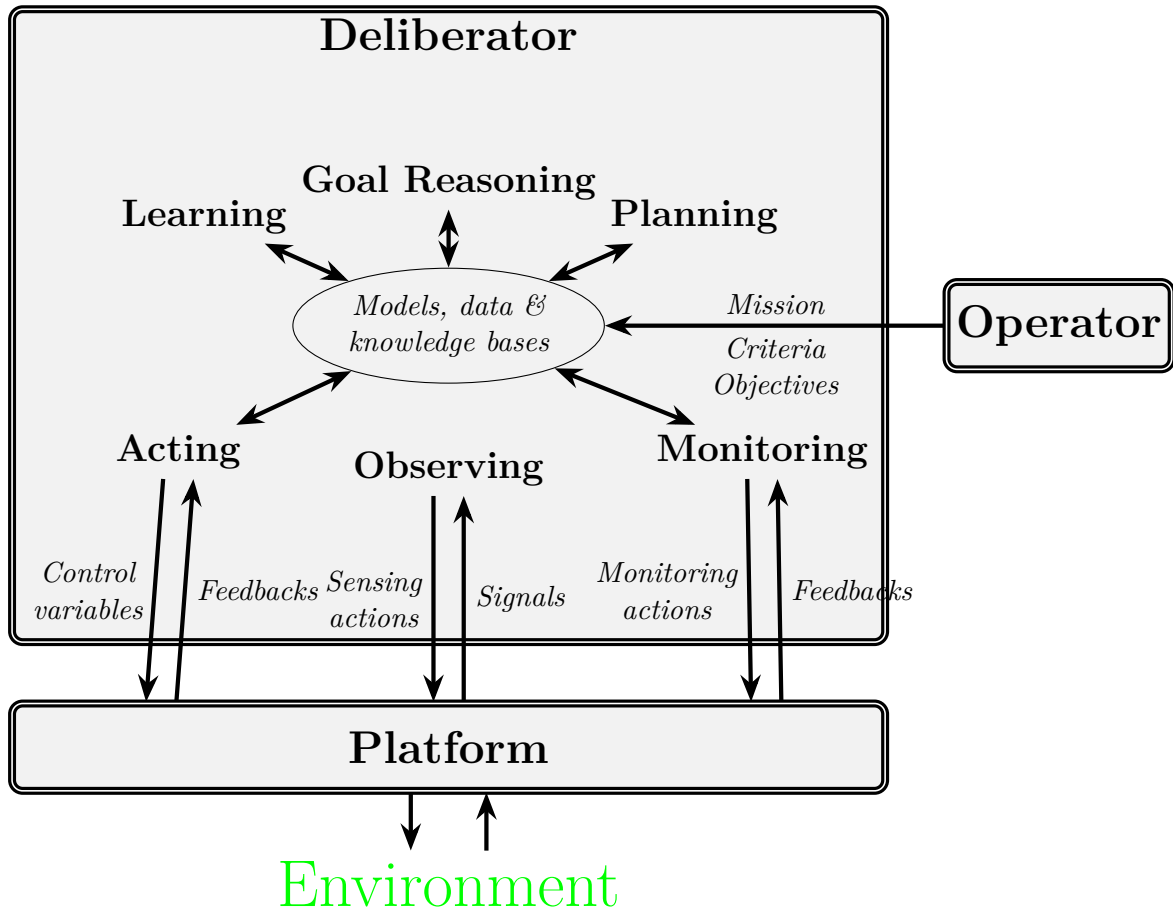 Deliberator
Goal Reasoning
Learning
Planning
Models, data &
knowledge bases
Mission
Criteria
Objectives
Operator
Acting
Observing
Monitoring
Control
variables
Feedbacks
Sensing
actions
Signals
Monitoring
actions
Feedbacks
Platform
Environment